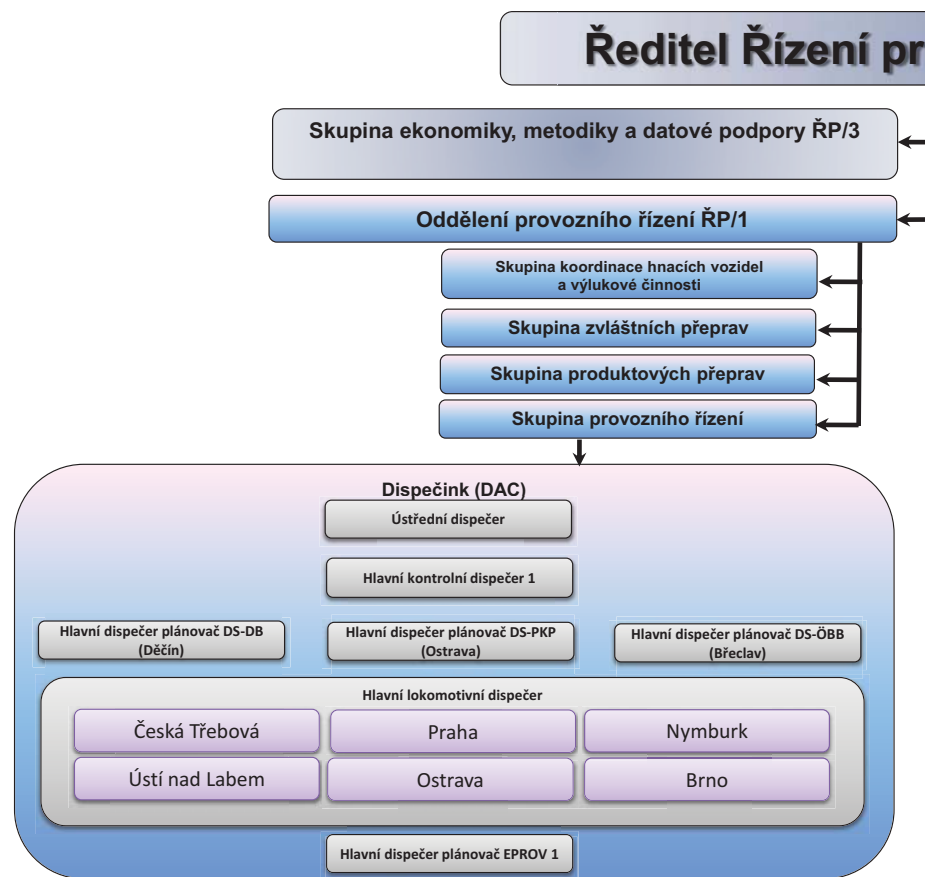 Ředitel Řízení pr
Skupina ekonomiky, metodiky a datové podpory ŘP/3
Oddělení provozního řízení ŘP/1
Skupina koordinace hnacích vozidel
a výlukové činnosti
Skupina zvláštních přeprav
Skupina produktových přeprav
Skupina provozního řízení
Dispečink (DAC)
Ústřední dispečer
Hlavní kontrolní dispečer 1
Hlavní dispečer plánovač DS-DB
(Děčín)
Hlavní dispečer plánovač DS-PKP
(Ostrava)
Hlavní dispečer plánovač DS-ÖBB
(Břeclav)
Hlavní lokomotivní dispečer
Česká Třebová
Praha
Nymburk
Ústí nad Labem
Ostrava
Brno
Hlavní dispečer plánovač EPROV 1